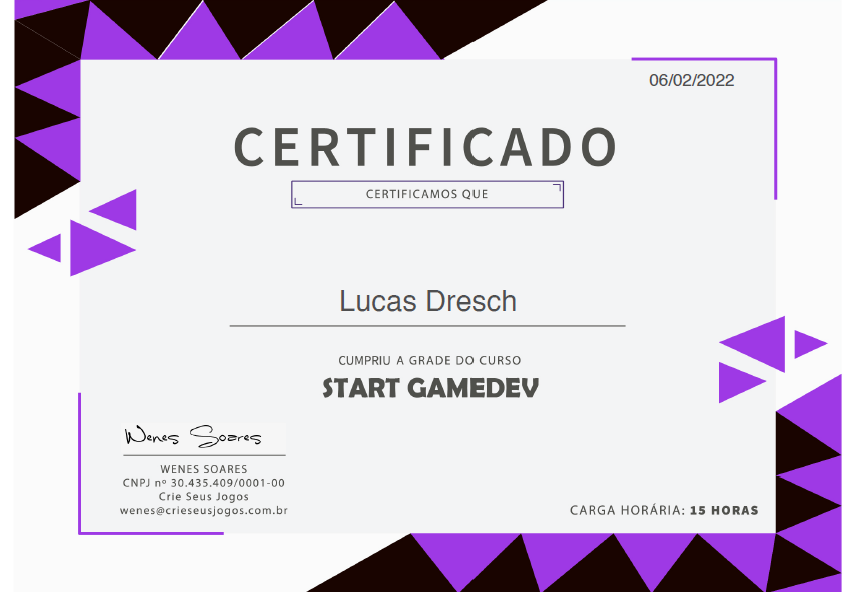 06/02/2022
CERTIFICADO
CERTIFICAMOS QUE
Lucas Dresch
CUMPRIU A GRADE DO CURSO
START GAMEDEV
Wenes Soares
WENES SOARES
CNPJ nº 30.435.409/0001-00
Crie Seus Jogos
wenes@crieseusjogos.com.br
CARGA HORÁRIA: 15 HORAS